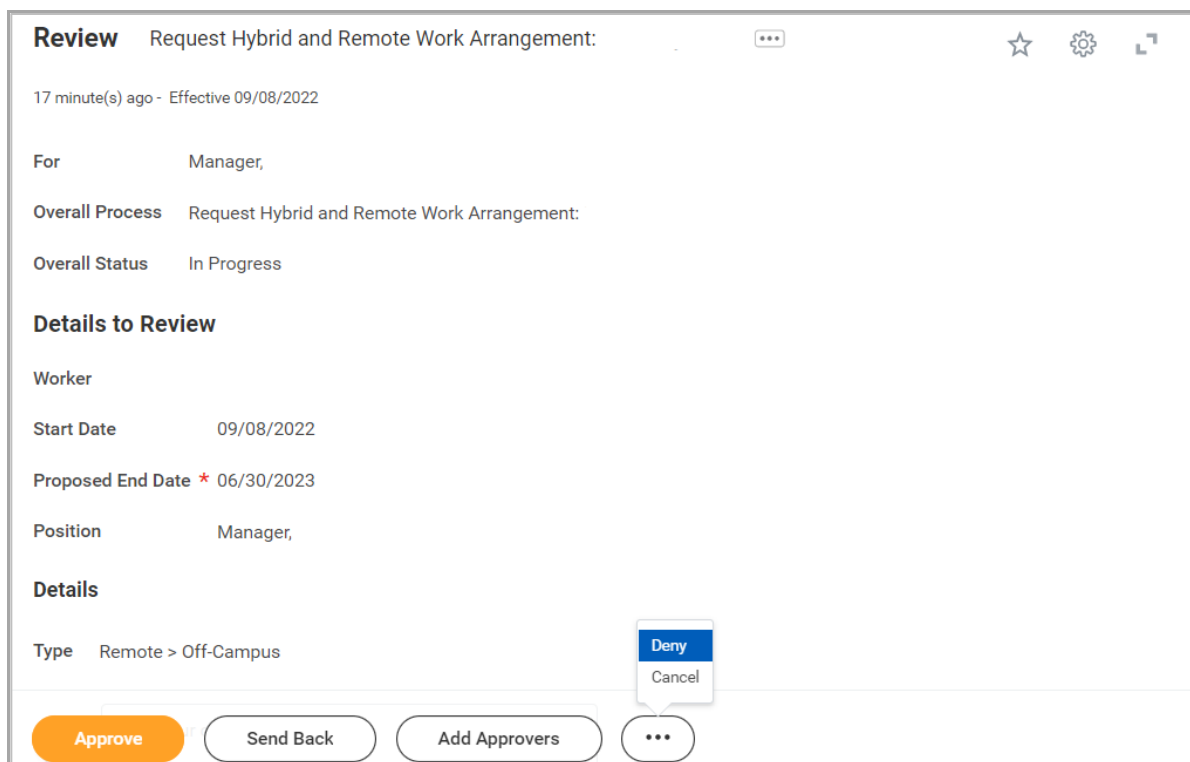 Review Request Hybrid and Remote Work Arrangement:
17 minute(s) ago - Effective 09/08/2022
For Manager,
Overall Process Request Hybrid and Remote Work Arrangement:
Overall Status In Progress
Details to Review
Worker
Start Date 09/08/2022
Proposed End Date * 06/30/2023
Position Manager,
Details
Type Remote > Off-Campus
Deny
Cancel
Approve Send Back Add Approvers